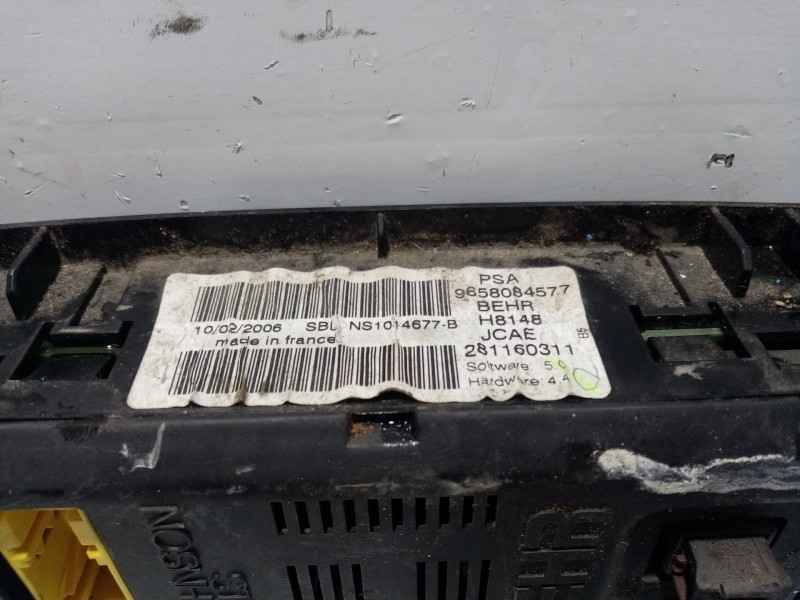 PSA
9658084577
BEHR
H8148
JCAE
281160311
Software 5.0
Hardware 4.4
B5
10/02/2006 SBL NS1014677-B
made in france